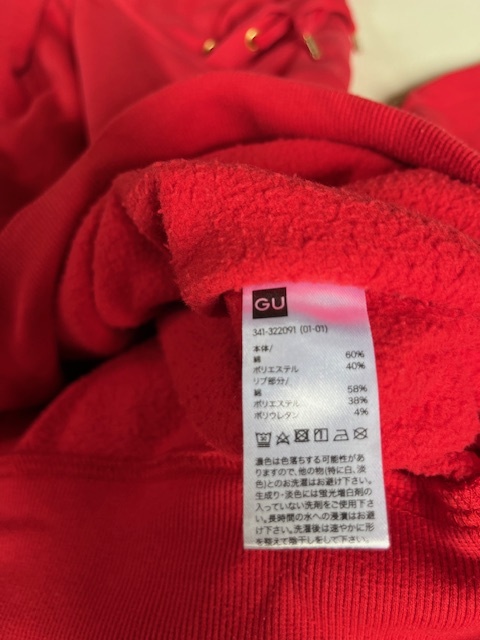 GU
341-322091 (01-01)
本体/
綿 60%
ポリエステル 40%
リブ部分/
綿 58%
ポリエステル 38%
ポリウレタン 4%
濃色は色落ちする可能性があ
りますので、他の物(特に白、淡
色)とのお洗濯はお避け下さい。
生成り・淡色には蛍光増白剤の
入っていない洗剤をご使用下さ
い。長時間の水への浸漬はお避
け下さい。洗濯後は速やかに形
を整えて陰干しをして下さい。